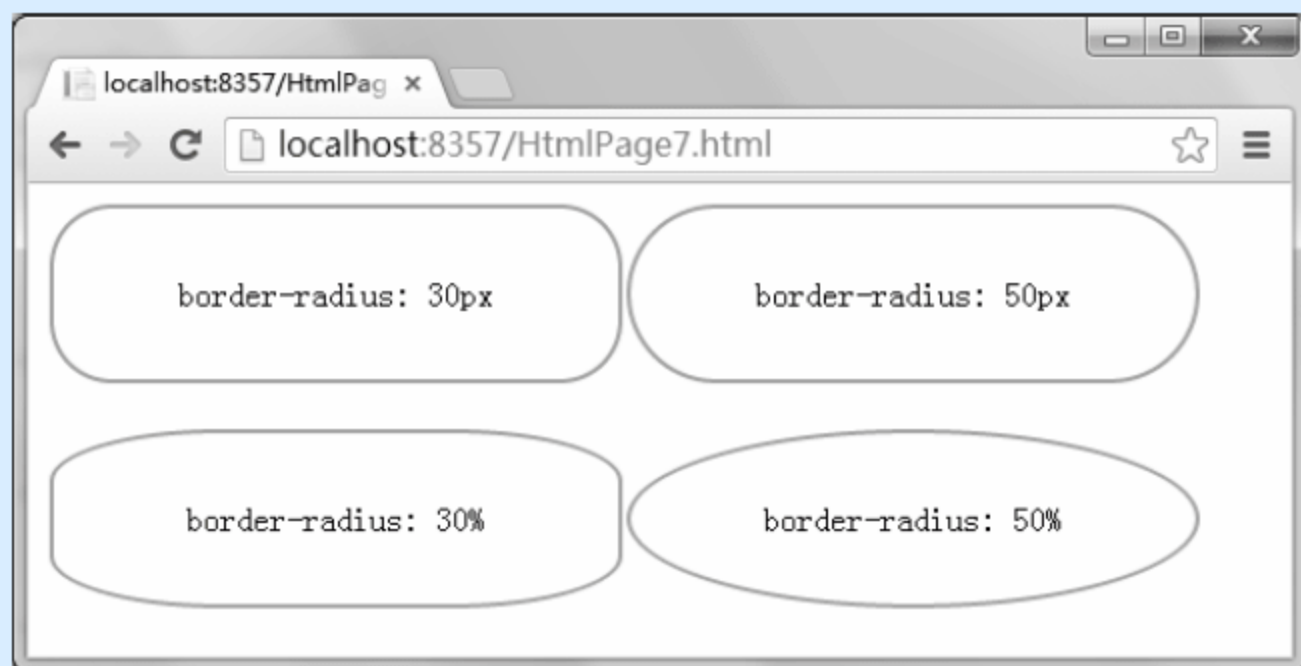 localhost:8357/HtmlPag
localhost:8357/HtmlPage7.html
border-radius: 30px
border-radius: 50px
border-radius: 30%
border-radius: 50%